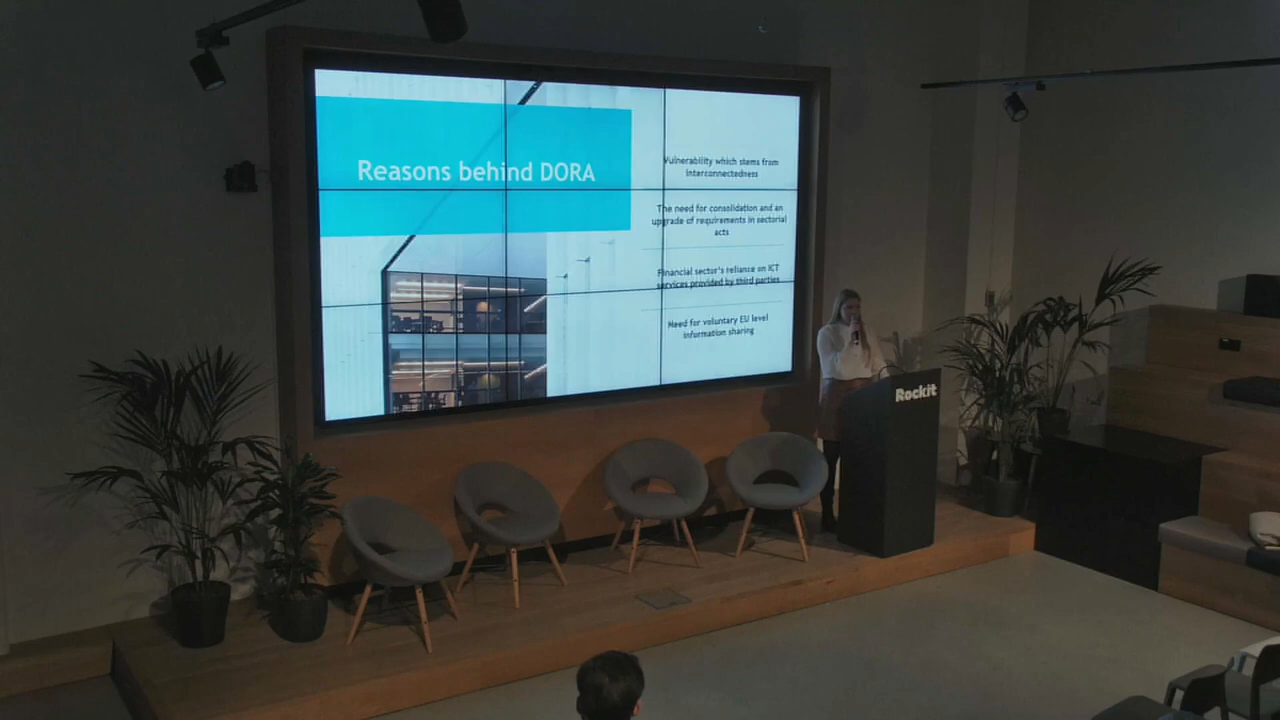 Reasons behind DORA
Vulnerability which stems from
interconnectedness
The need for consolidation and an
upgrade of requirements in sectorial
acts
Financial sector's reliance on ICT
services provided by third parties
Need for voluntary EU level
information sharing
Rockit